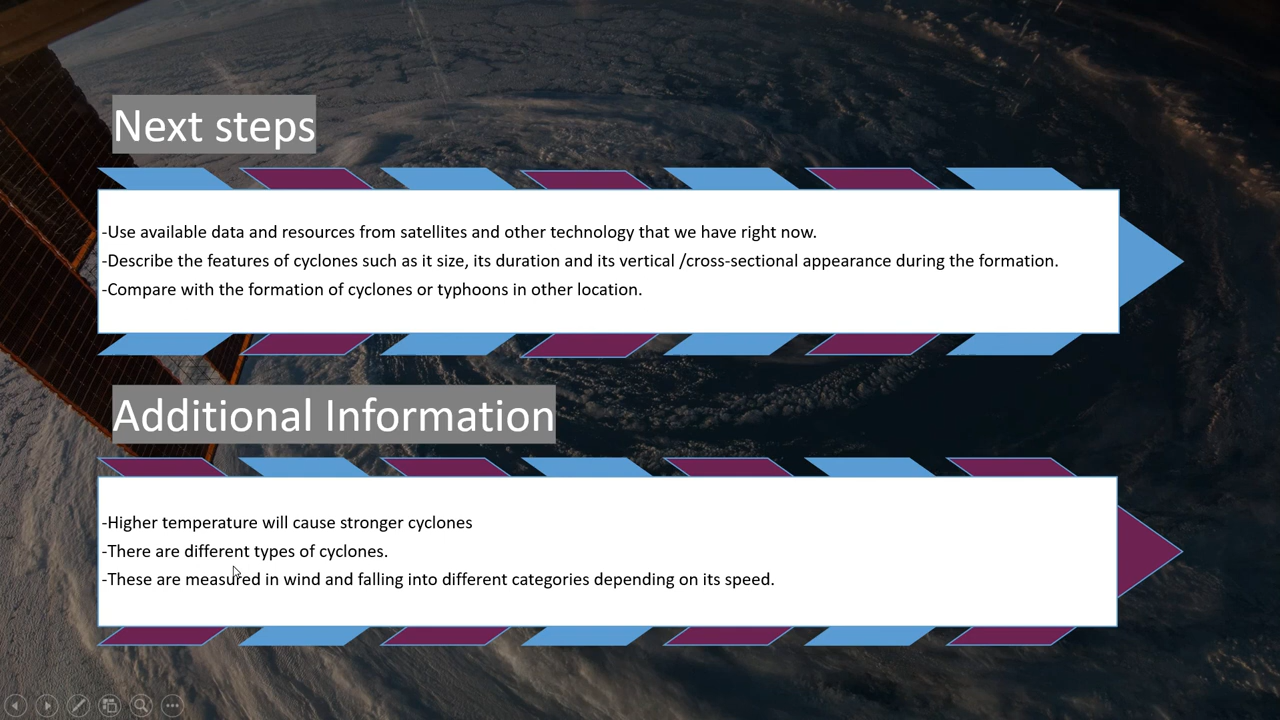 Next steps
-Use available data and resources from satellites and other technology that we have right now.
-Describe the features of cyclones such as it size, its duration and its vertical /cross-sectional appearance during the formation.
-Compare with the formation of cyclones or typhoons in other location.
Additional Information
-Higher temperature will cause stronger cyclones
-There are different types of cyclones.
-These are measured in wind and falling into different categories depending on its speed.